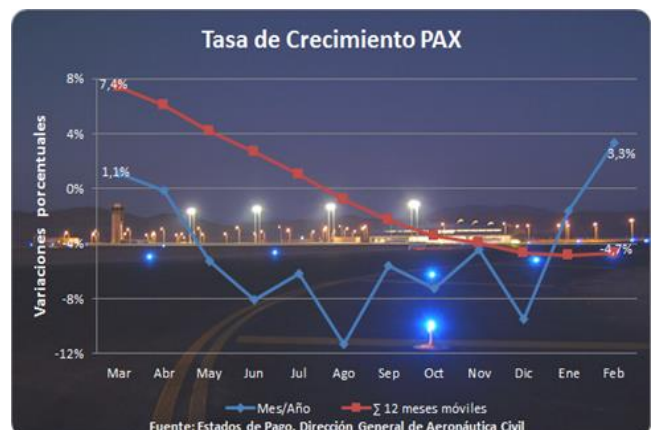 Tasa de Crecimiento PAX
Variaciones porcentuales
8%
4%
0%
-4%
-8%
-12%
7,4%
1,1%
3,3%
-4,7%
Mar Abr May Jun Jul Ago Sep Oct Nov Dic Ene Feb
Mes/Año ∑ 12 meses móviles
Fuente: Estados de Pago, Dirección General de Aeronáutica Civil